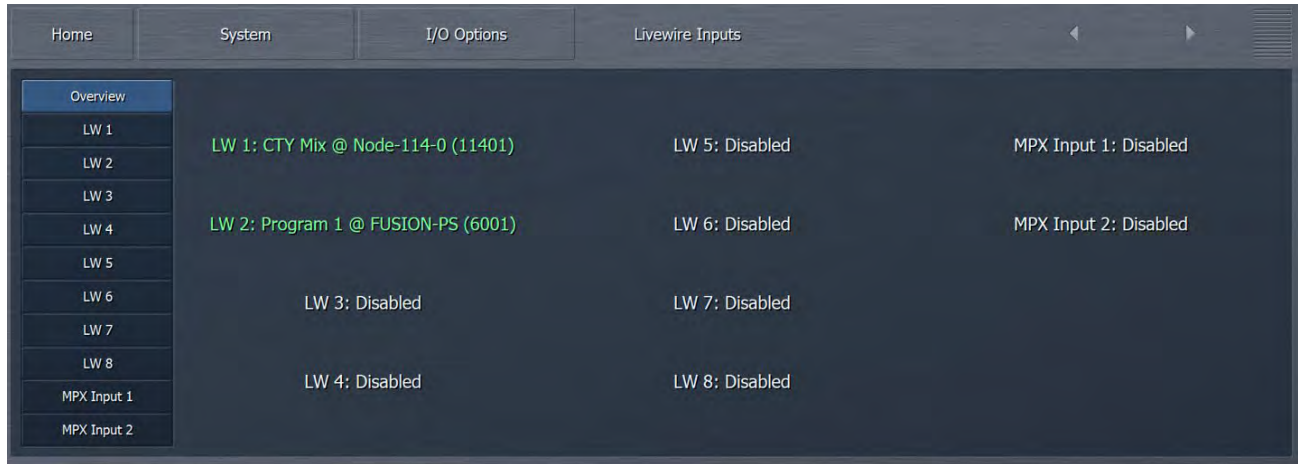 Home System I/O Options Livewire Inputs
Overview
LW 1
LW 2
LW 3
LW 4
LW 5
LW 6
LW 7
LW 8
MPX Input 1
MPX Input 2
LW 1: CTY Mix @ Node-114-0 (11401) LW 5: Disabled MPX Input 1: Disabled
LW 2: Program 1 @ FUSION-PS (6001) LW 6: Disabled MPX Input 2: Disabled
LW 3: Disabled LW 7: Disabled
LW 4: Disabled LW 8: Disabled